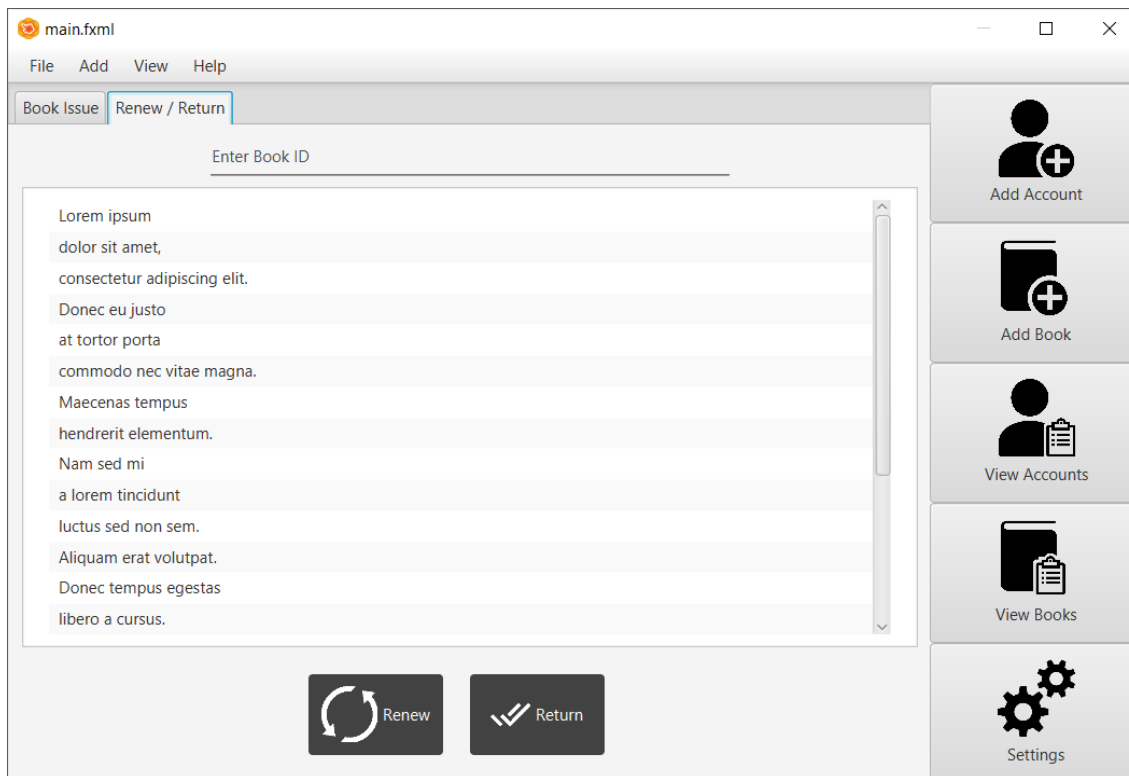 main.fxml
File Add View Help
Book Issue Renew / Return
Enter Book ID
Lorem ipsum
dolor sit amet,
consectetur adipiscing elit.
Donec eu justo
at tortor porta
commodo nec vitae magna.
Maecenas tempus
hendrerit elementum.
Nam sed mi
a lorem tincidunt
luctus sed non sem.
Aliquam erat volutpat.
Donec tempus egestas
libero a cursus.
Renew Return
Add Account
Add Book
View Accounts
View Books
Settings